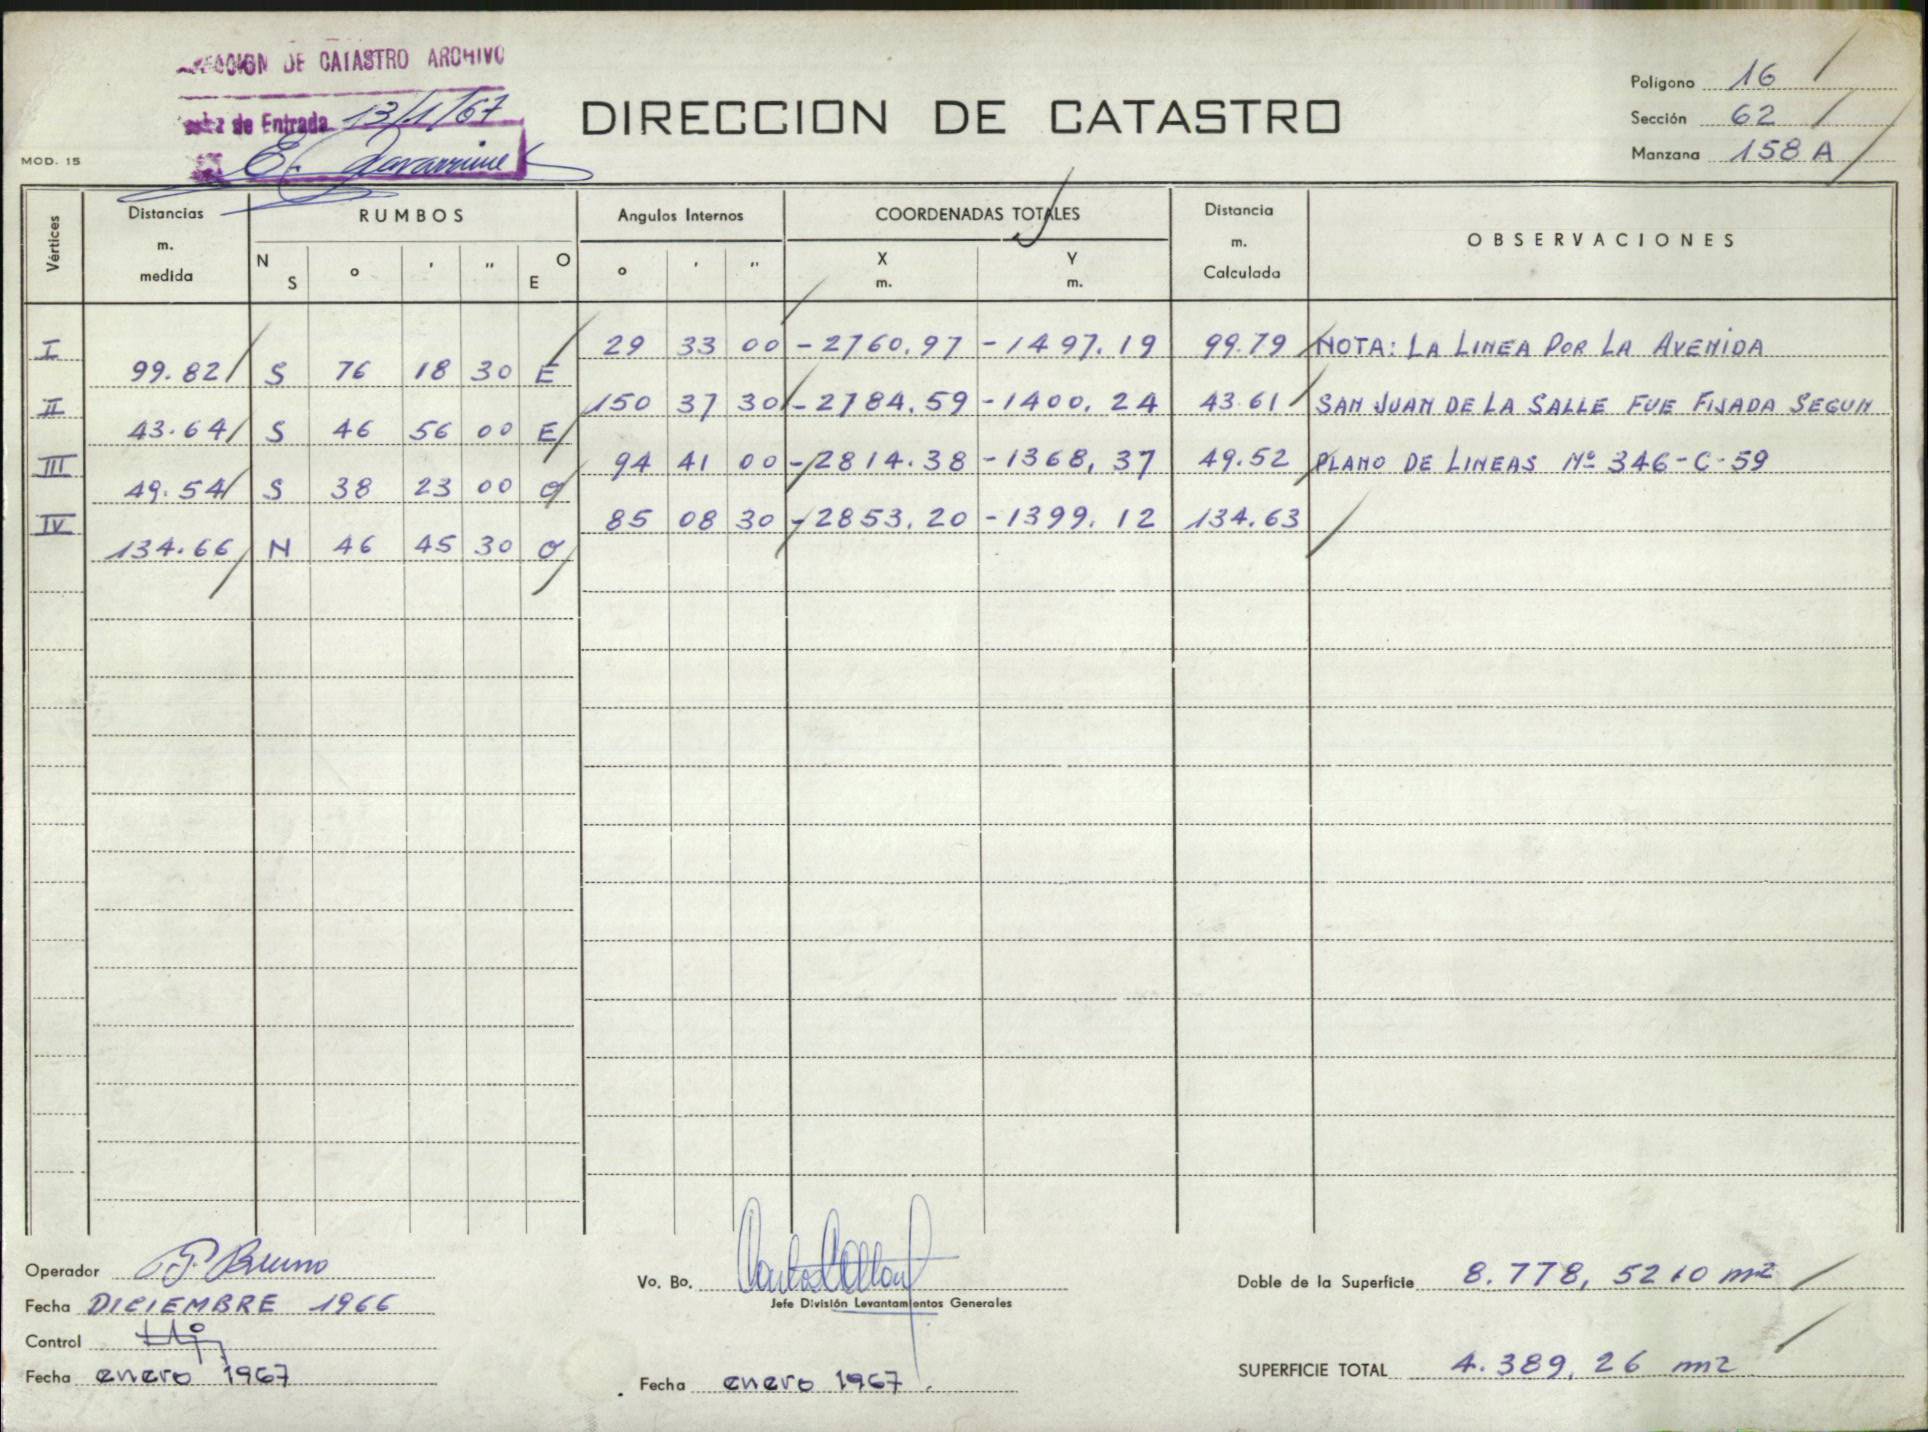 DE CATASTRO ARCHIVO
de Entrada 13/1/67
DIRECCION DE CATASTRO
Polígono 16
Sección 62
Manzana 158 A
MOD. 15
Vértices
Distancias m. medida
RUMBOS
N S ° ' " O E
Angulos Internos
° ' "
COORDENADAS TOTALES
X m. Y m.
Distancia m. Calculada
OBSERVACIONES
I 29 33 00 -2760,97 -1497,19 99.79 NOTA: LA LINEA POR LA AVENIDA
99.82 S 76 18 30 E
II 150 37 30 -2784,59 -1400,24 43.61 SAN JUAN DE LA SALLE FUE FIJADA SEGUN
43.64 S 46 56 00 E
III 94 41 00 -2814.38 -1368,37 49.52 PLANO DE LINEAS Nº 346-C-59
49.54 S 38 23 00 O
IV 85 08 30 -2853,20 -1399,12 134.63
134.66 N 46 45 30 O
Operador P. Bruno
Fecha DICIEMBRE 1966
Control
Fecha enero 1967
Vo. Bo.
Jefe División Levantamientos Generales
Fecha enero 1967
Doble de la Superficie 8.778,5210 m2
SUPERFICIE TOTAL 4.389,26 m2